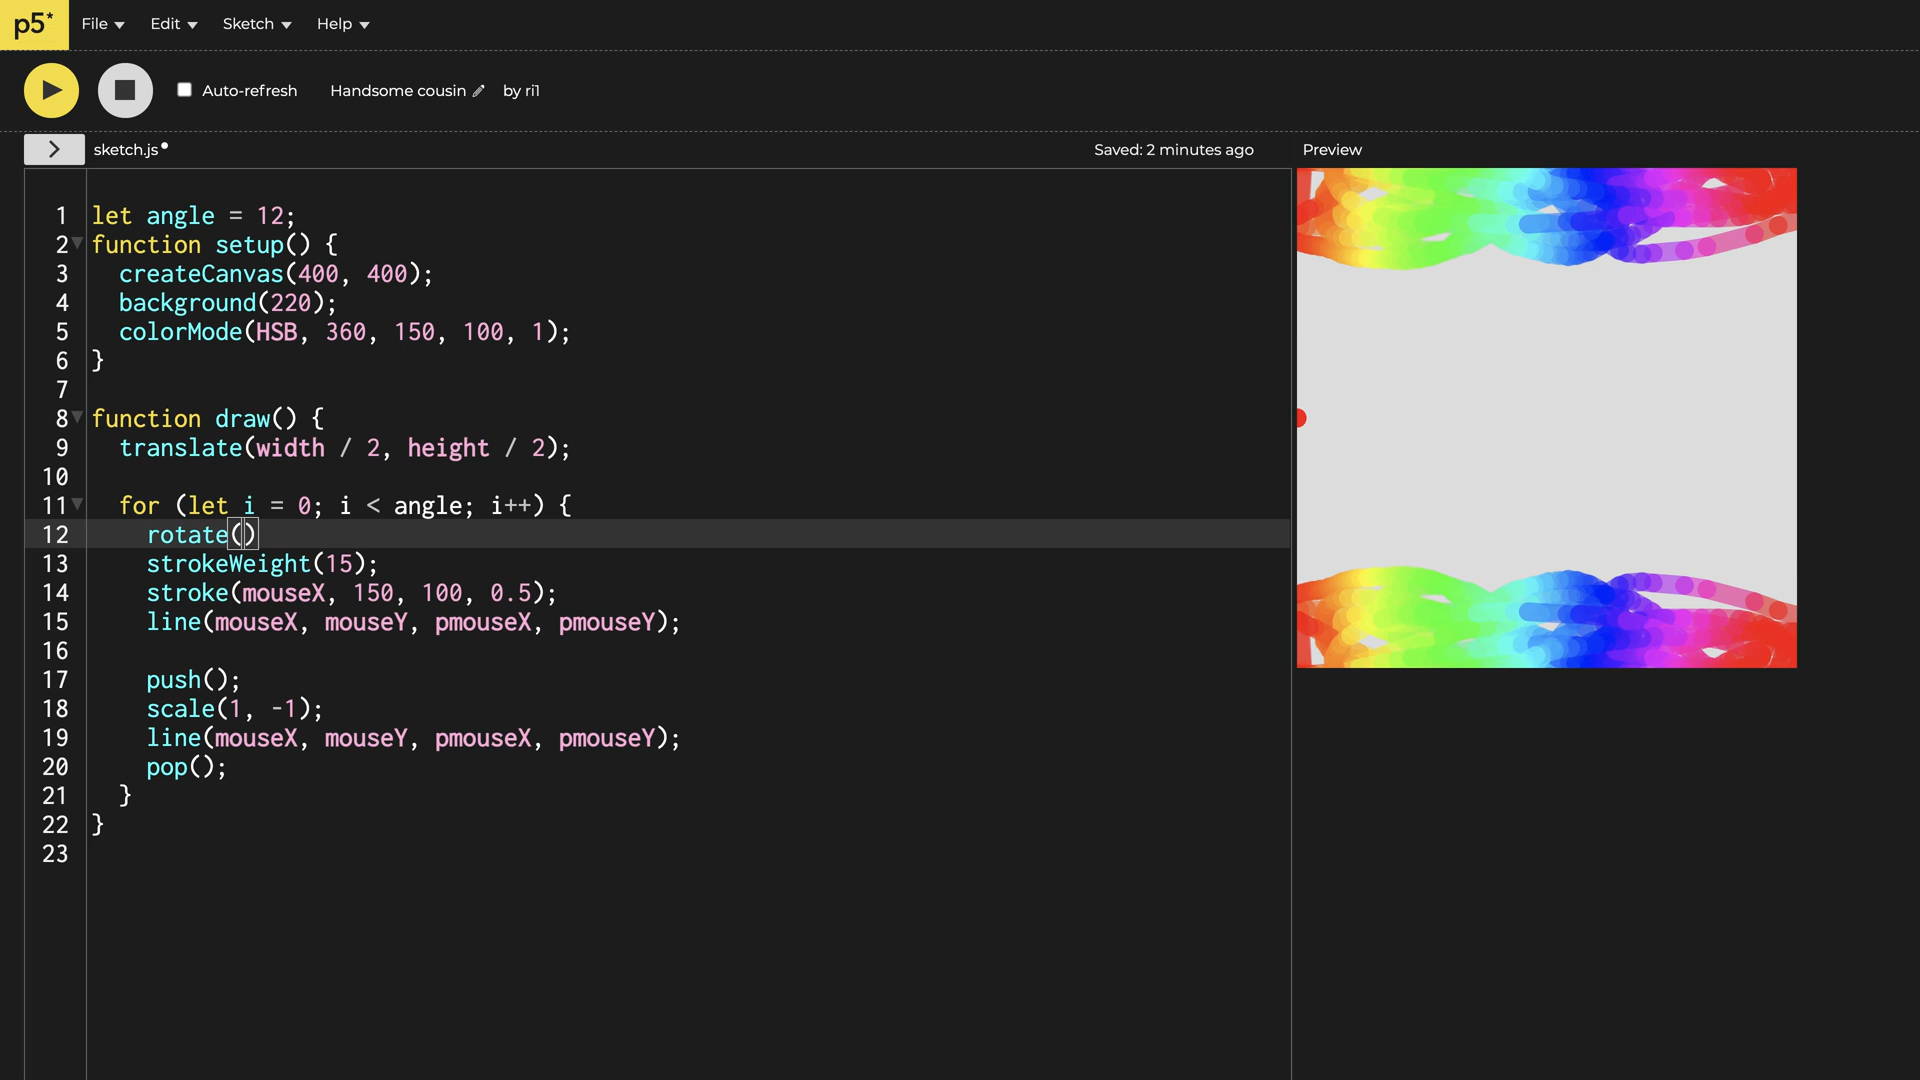 p5* File Edit Sketch Help
Auto-refresh Handsome cousin by ri1
> sketch.js Saved: 2 minutes ago Preview
1 let angle = 12;
2 function setup() {
3 createCanvas(400, 400);
4 background(220);
5 colorMode(HSB, 360, 150, 100, 1);
6 }
7
8 function draw() {
9 translate(width / 2, height / 2);
10
11 for (let i = 0; i < angle; i++) {
12 rotate()
13 strokeWeight(15);
14 stroke(mouseX, 150, 100, 0.5);
15 line(mouseX, mouseY, pmouseX, pmouseY);
16
17 push();
18 scale(1, -1);
19 line(mouseX, mouseY, pmouseX, pmouseY);
20 pop();
21 }
22 }
23